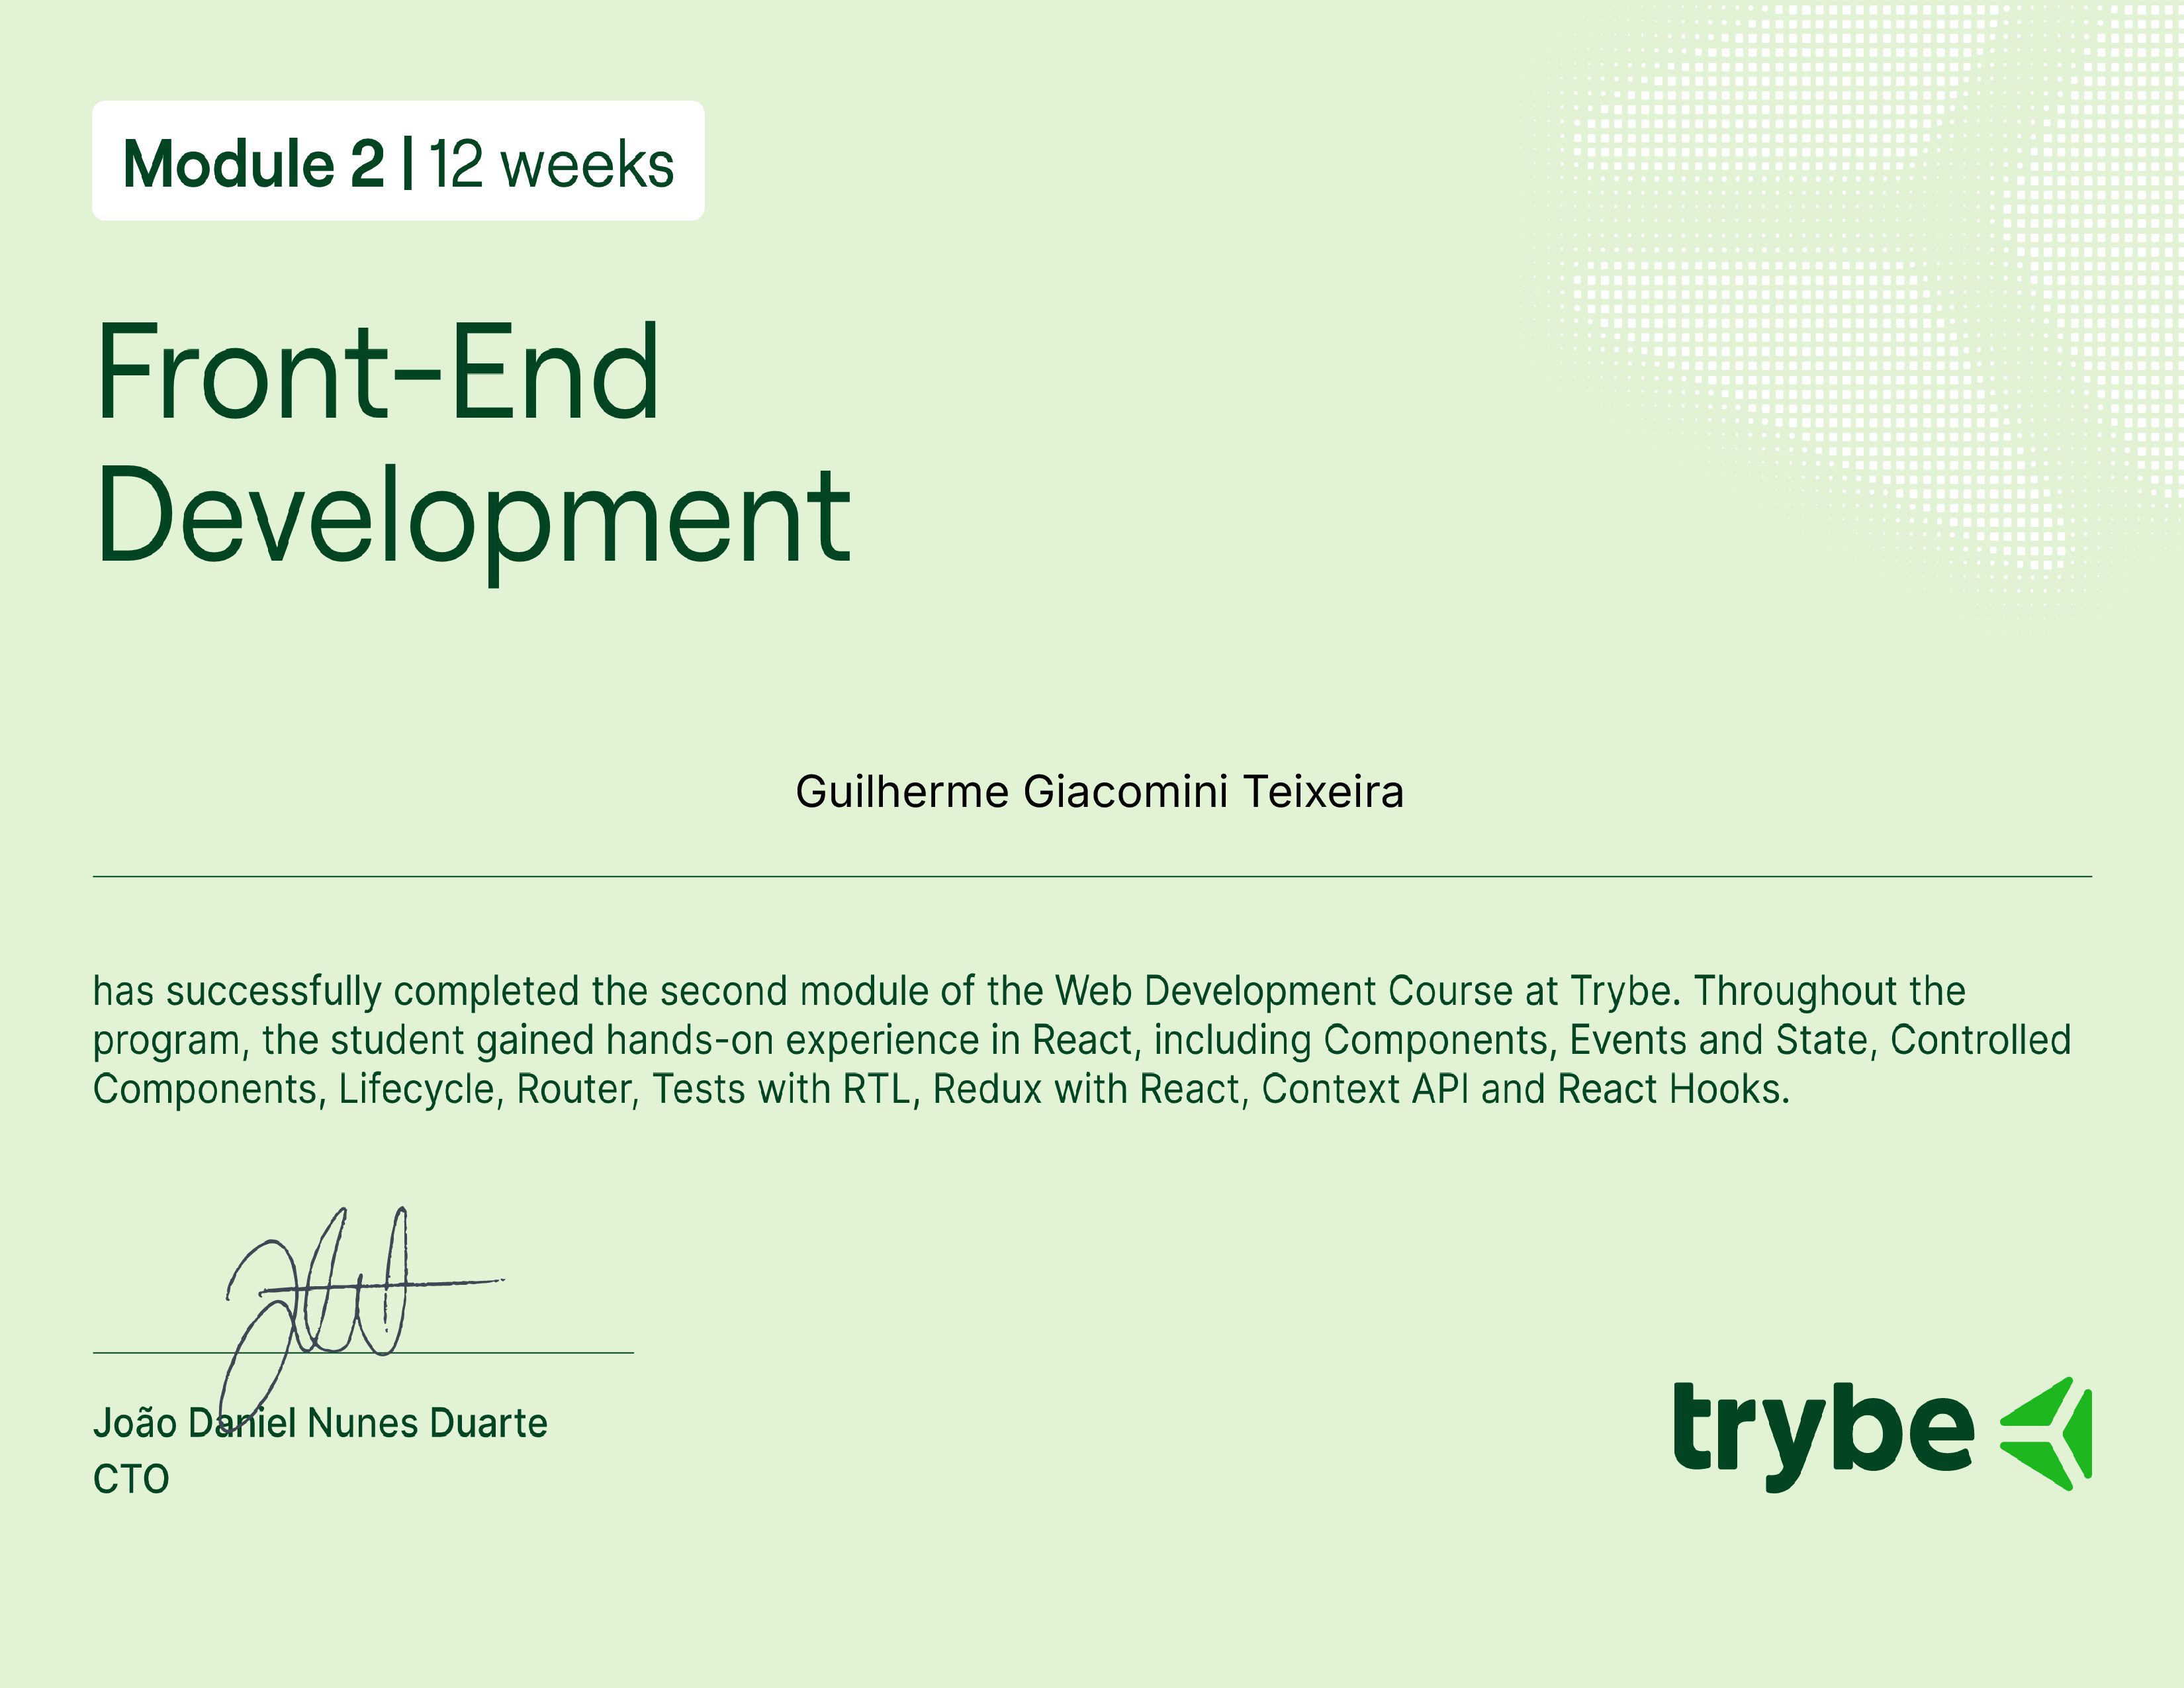 Module 2 | 12 weeks
Front-End
Development
Guilherme Giacomini Teixeira
has successfully completed the second module of the Web Development Course at Trybe. Throughout the
program, the student gained hands-on experience in React, including Components, Events and State, Controlled
Components, Lifecycle, Router, Tests with RTL, Redux with React, Context API and React Hooks.
João Daniel Nunes Duarte
CTO
trybe